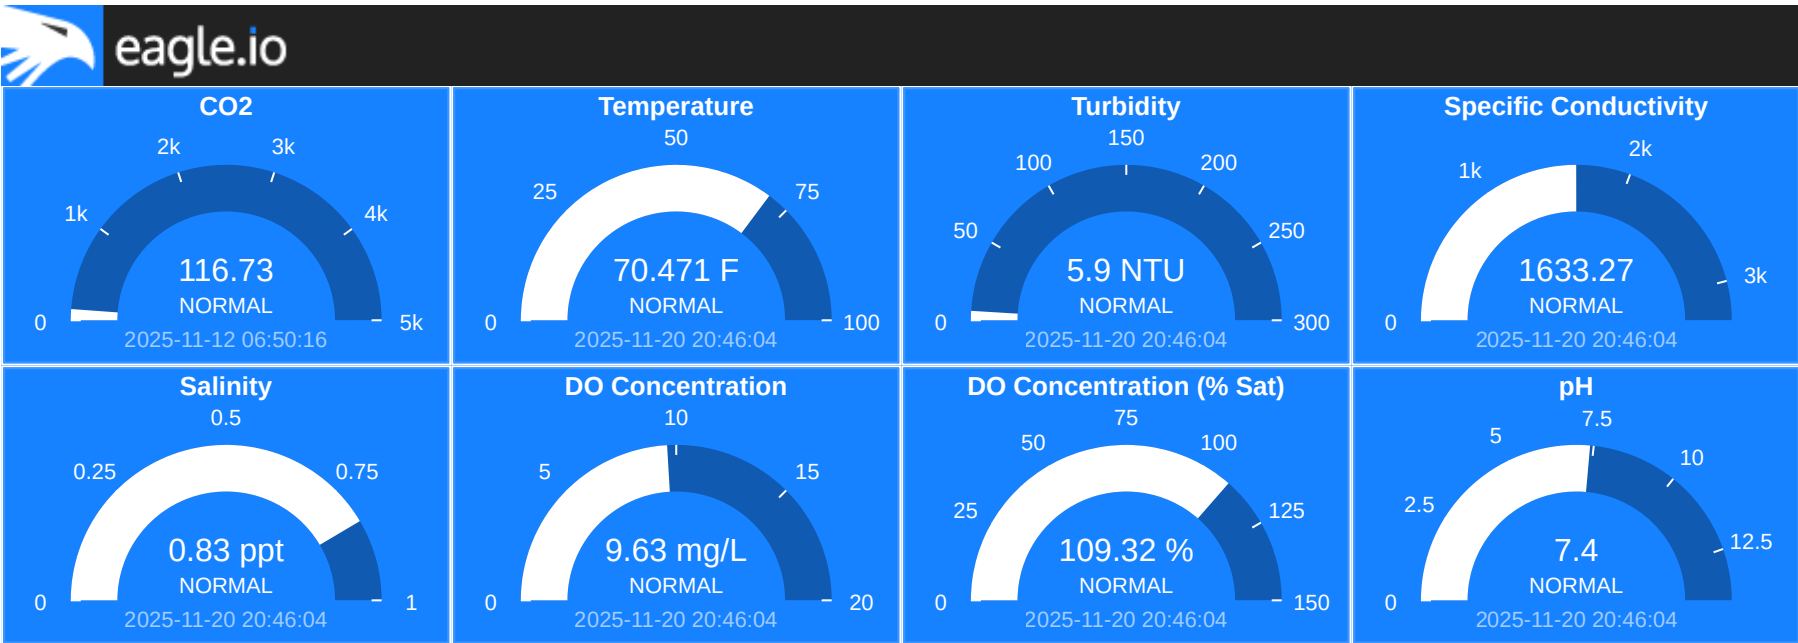 eagle.io
CO2
0
1k
2k
3k
4k
5k
116.73
NORMAL
2025-11-12 06:50:16
Temperature
0
25
50
75
100
70.471 F
NORMAL
2025-11-20 20:46:04
Turbidity
0
50
100
150
200
250
300
5.9 NTU
NORMAL
2025-11-20 20:46:04
Specific Conductivity
0
1k
2k
3k
1633.27
NORMAL
2025-11-20 20:46:04
Salinity
0
0.25
0.5
0.75
1
0.83 ppt
NORMAL
2025-11-20 20:46:04
DO Concentration
0
5
10
15
20
9.63 mg/L
NORMAL
2025-11-20 20:46:04
DO Concentration (% Sat)
0
25
50
75
100
125
150
109.32 %
NORMAL
2025-11-20 20:46:04
pH
0
2.5
5
7.5
10
12.5
7.4
NORMAL
2025-11-20 20:46:04